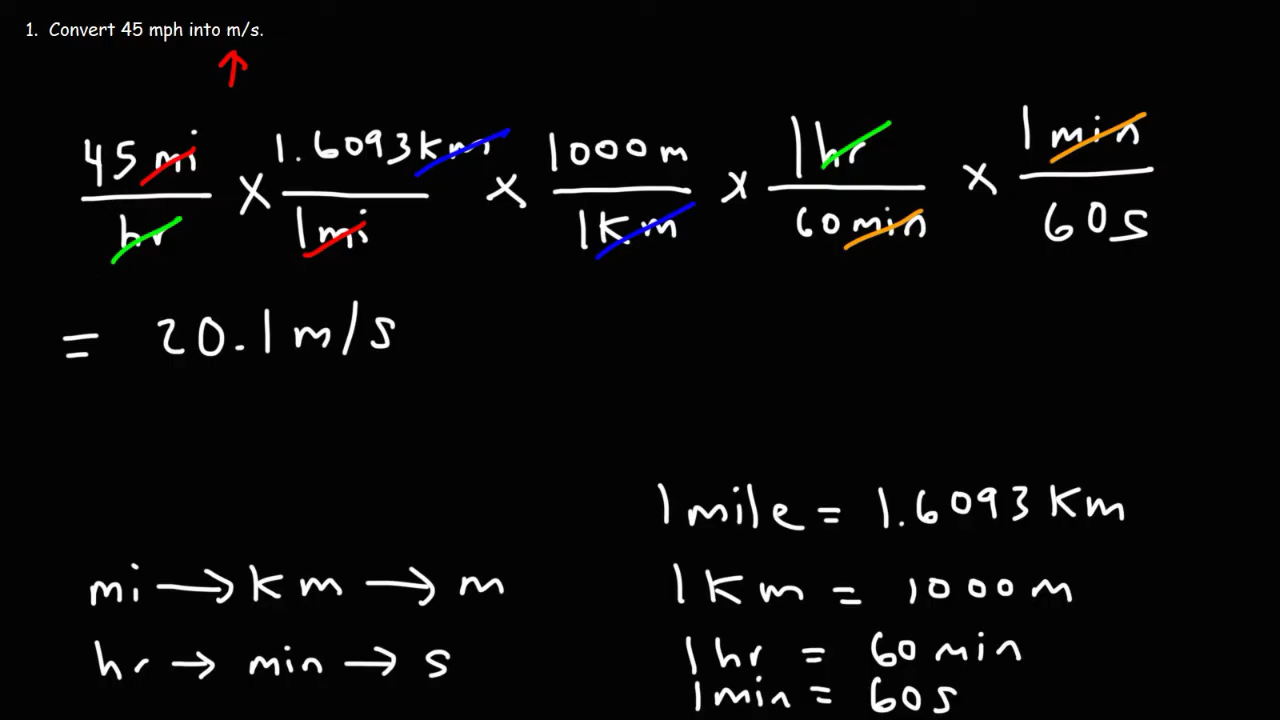 1. Convert 45 mph into m/s.
45 mi / hr × 1.6093 km / 1 mi × 1000 m / 1 km × 1 hr / 60 min × 1 min / 60 s
= 20.1 m/s
1 mile = 1.6093 Km
mi → Km → m
1 Km = 1000 m
hr → min → s
1 hr = 60 min
1 min = 60 s